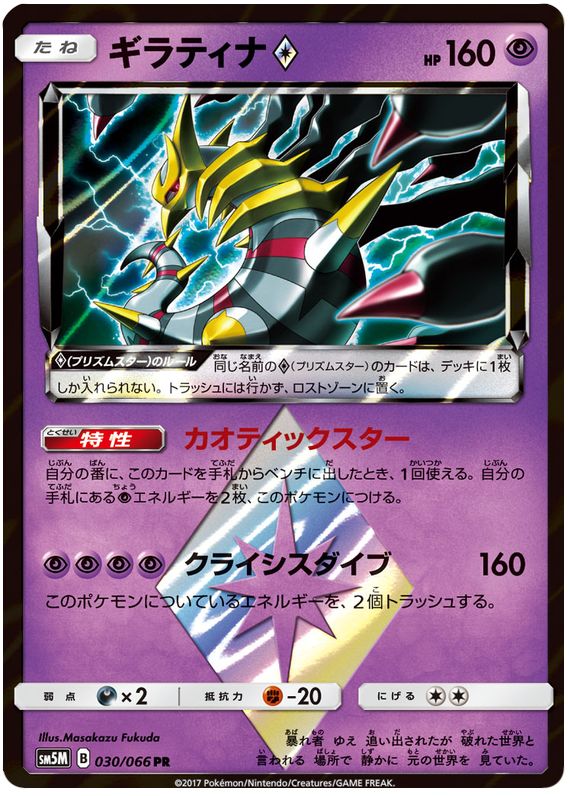 たね ギラティナ◇ HP 160
◇(プリズムスター)のルール 同じ名前の◇(プリズムスター)のカードは、デッキに1枚
しか入れられない。トラッシュには行かず、ロストゾーンに置く。
特性 カオティックスター
自分の番に、このカードを手札からベンチに出したとき、1回使える。自分の
手札にある超エネルギーを2枚、このポケモンにつける。
クライシスダイブ 160
このポケモンについているエネルギーを、2個トラッシュする。
弱点 ×2 抵抗力 -20 にげる
Illus.Masakazu Fukuda
SM5M B 030/066 PR
暴れ者 ゆえ 追い出されたが 破れた世界と
言われる 場所で 静かに 元の世界を 見ていた。
©2017 Pokémon/Nintendo/Creatures/GAME FREAK.